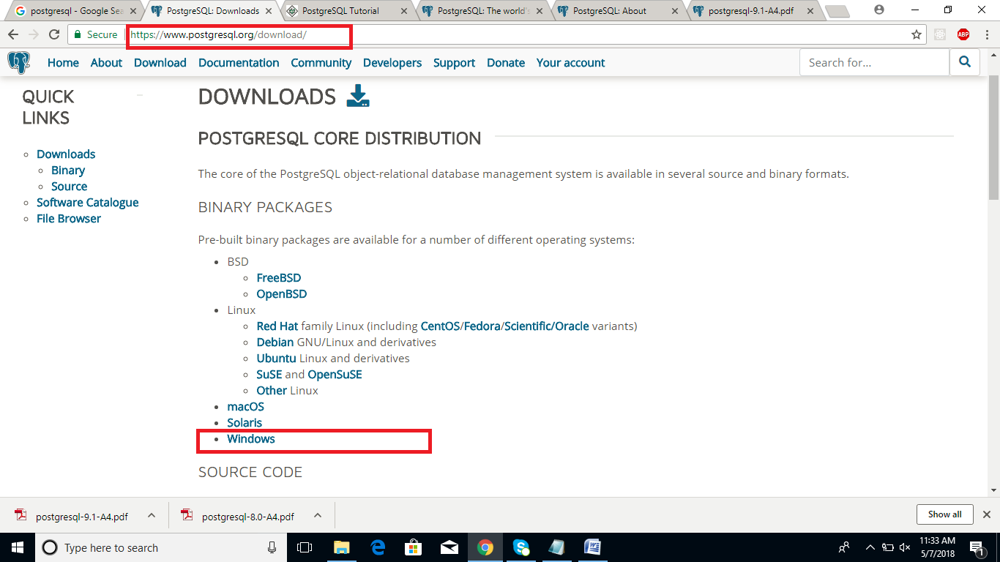 postgresql - Google Sea
PostgreSQL: Downloads
PostgreSQL Tutorial
PostgreSQL: The world's
PostgreSQL: About
postgresql-9.1-A4.pdf
Secure
https://www.postgresql.org/download/
ABP
Home About Download Documentation Community Developers Support Donate Your account
Search for...
QUICK
LINKS
Downloads
Binary
Source
Software Catalogue
File Browser
DOWNLOADS
POSTGRESQL CORE DISTRIBUTION
The core of the PostgreSQL object-relational database management system is available in several source and binary formats.
BINARY PACKAGES
Pre-built binary packages are available for a number of different operating systems:
BSD
FreeBSD
OpenBSD
Linux
Red Hat family Linux (including CentOS/Fedora/Scientific/Oracle variants)
Debian GNU/Linux and derivatives
Ubuntu Linux and derivatives
SuSE and OpenSuSE
Other Linux
macOS
Solaris
Windows
SOURCE CODE
postgresql-9.1-A4.pdf
postgresql-8.0-A4.pdf
Show all
Type here to search
11:33 AM
5/7/2018
1